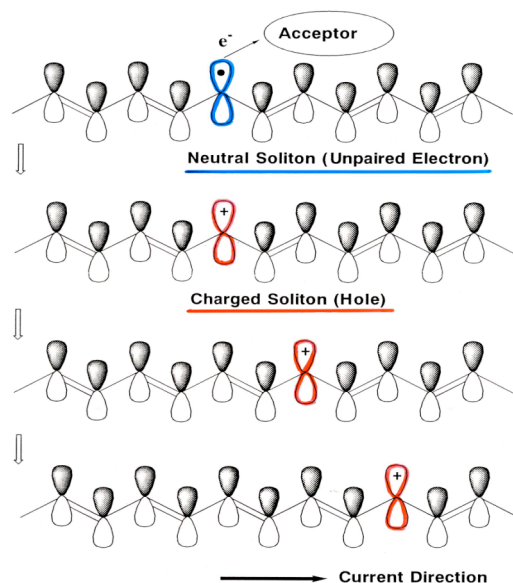 e-
Acceptor
Neutral Soliton (Unpaired Electron)
+
Charged Soliton (Hole)
+
+
Current Direction